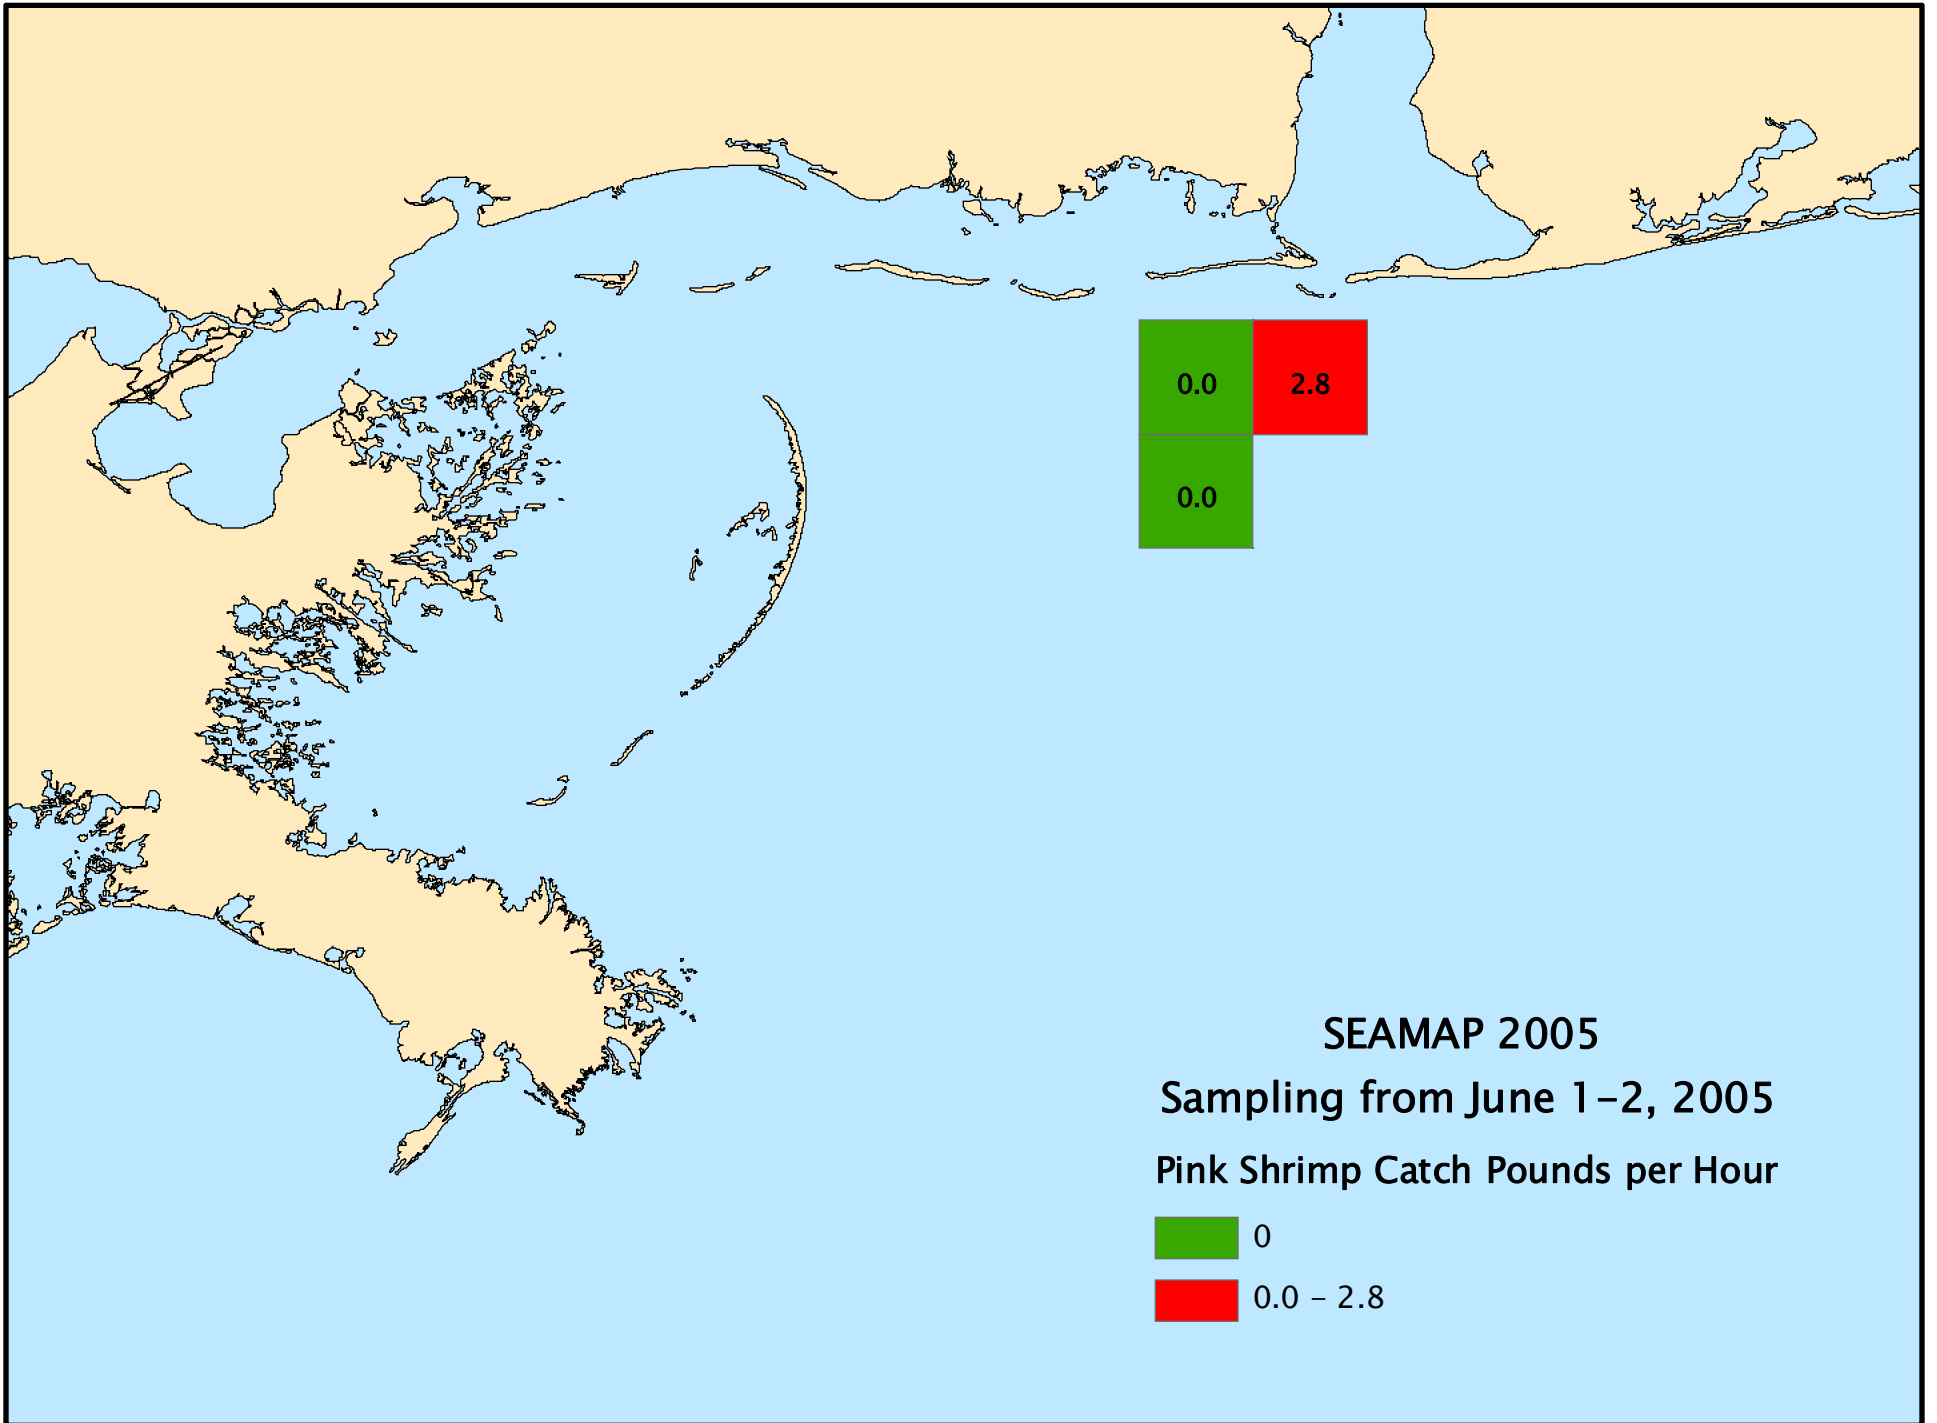 0.0
2.8
0.0
SEAMAP 2005
Sampling from June 1-2, 2005
Pink Shrimp Catch Pounds per Hour
0
0.0 - 2.8